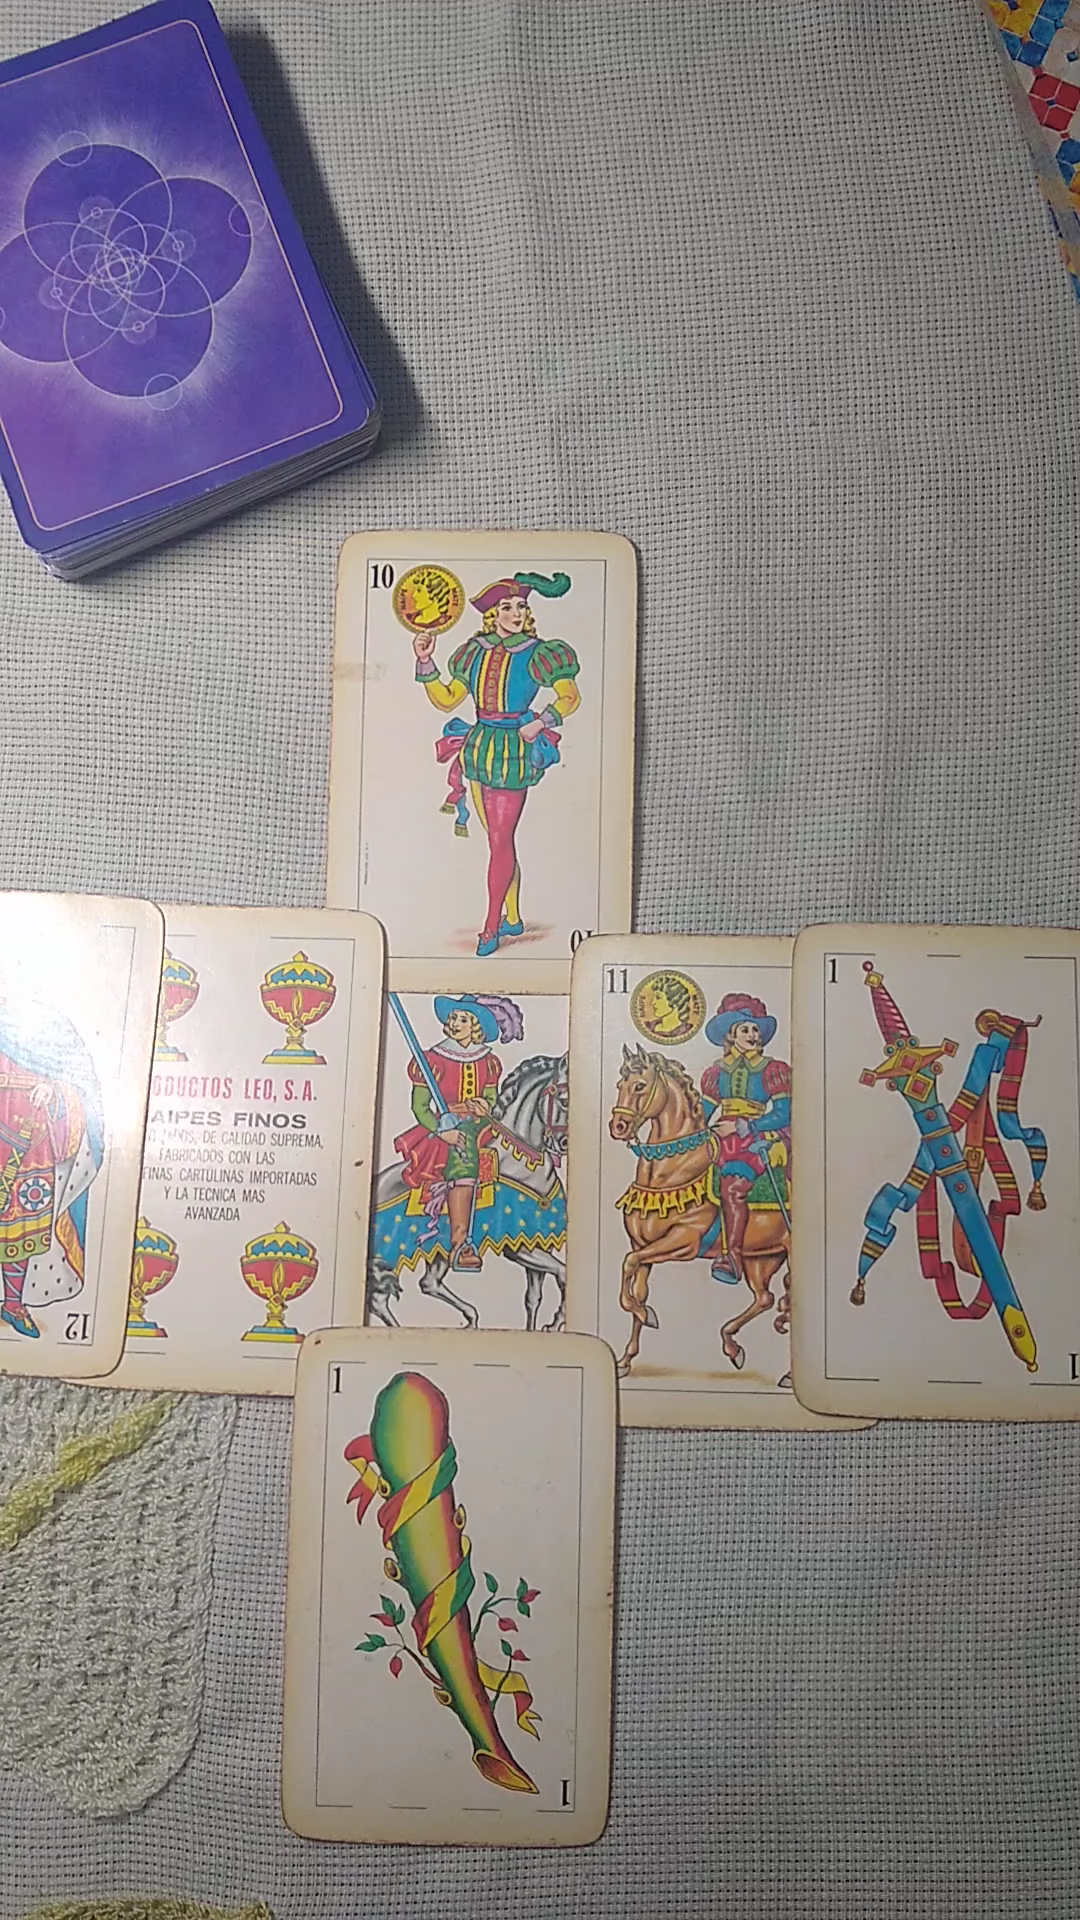 10
10
11
1
ODUCTOS LEO, S.A.
AIPES FINOS
DE CALIDAD SUPREMA,
FABRICADOS CON LAS
FINAS CARTULINAS IMPORTADAS
Y LA TECNICA MAS
AVANZADA
12
1
1
1